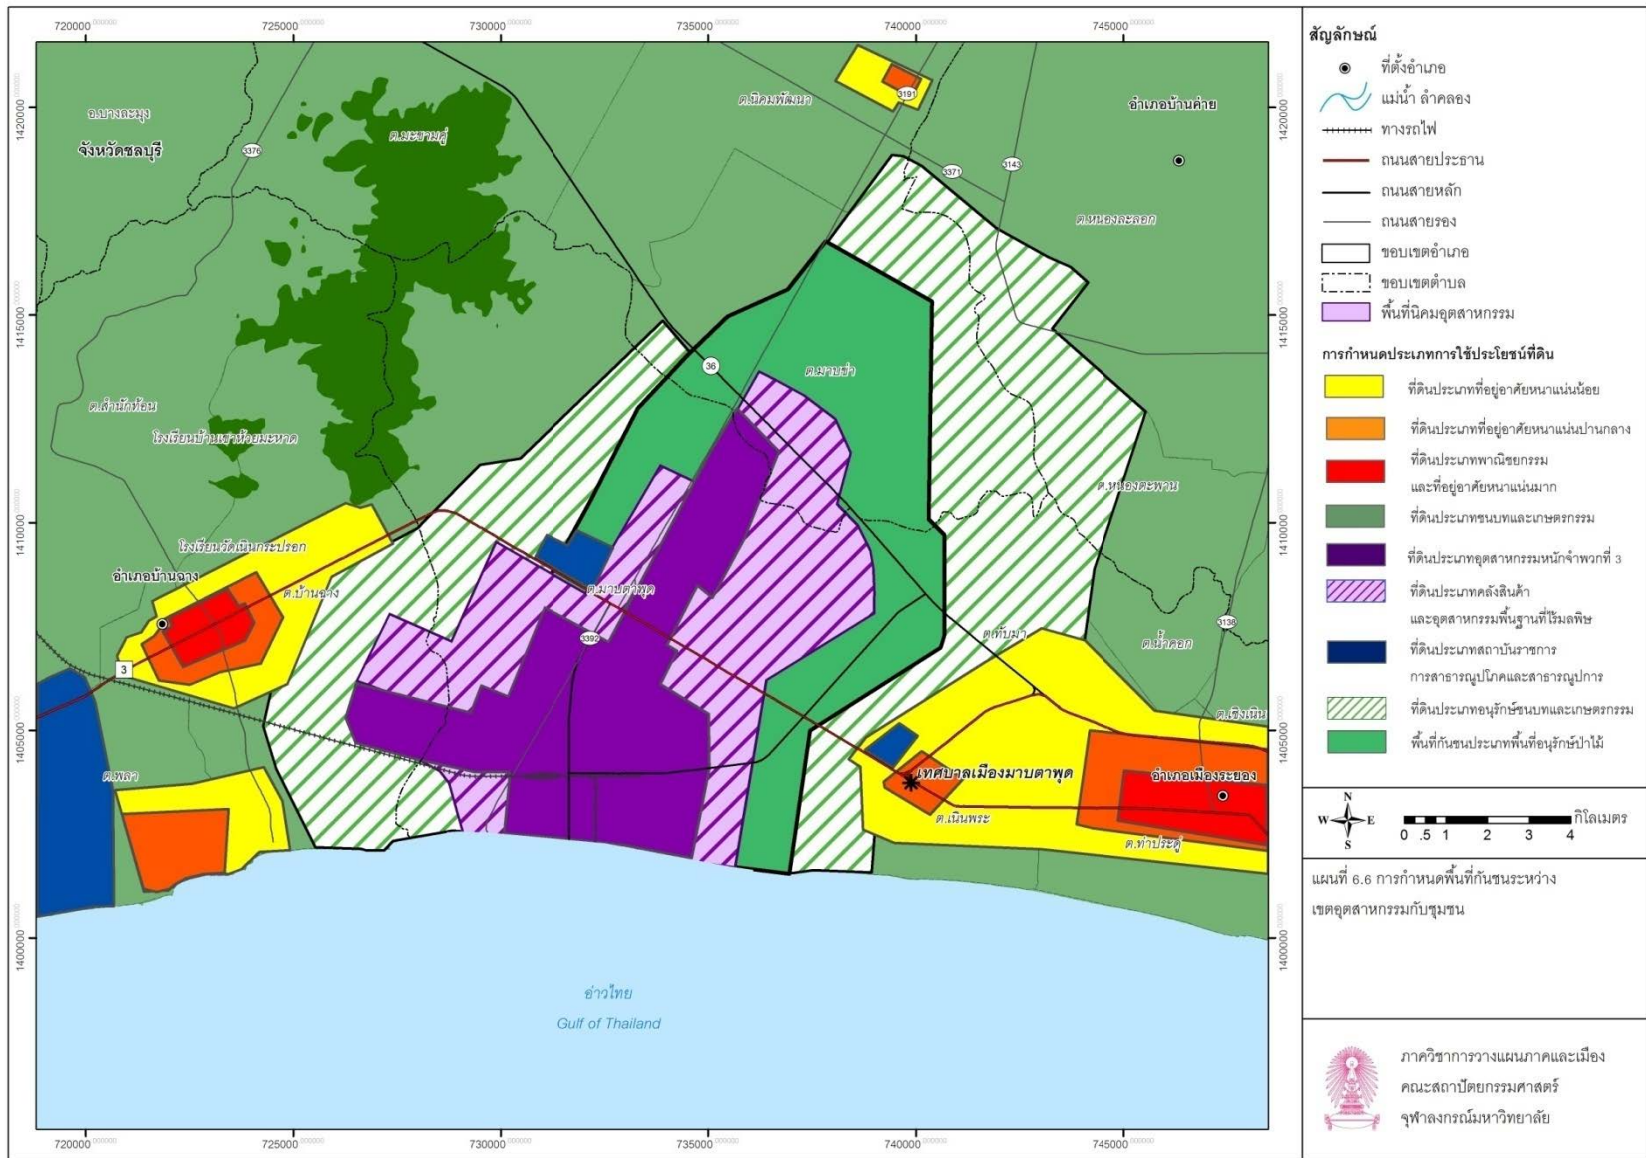 720000
725000
730000
735000
740000
745000
1420000
1415000
1410000
1405000
1400000
1420000
1415000
1410000
1405000
1400000
อ.บางละมุง
จังหวัดชลบุรี
3376
ต.มะขามคู่
ต.นิคมพัฒนา
3191
อำเภอบ้านค่าย
3371
3143
ต.หนองละลอก
36
ต.มาบข่า
ต.สำนักท้อน
โรงเรียนบ้านเขาห้วยมะหาด
ต.หนองตะพาน
โรงเรียนวัดเนินกระปรอก
อำเภอบ้านฉาง
ต.บ้านฉาง
ต.มาบตาพุด
3392
ต.ทับมา
3138
ต.น้ำคอก
3
ต.เชิงเนิน
ต.พลา
เทศบาลเมืองมาบตาพุด
อำเภอเมืองระยอง
ต.เนินพระ
ต.ท่าประดู่
อ่าวไทย
Gulf of Thailand
720000
725000
730000
735000
740000
745000
สัญลักษณ์
ที่ตั้งอำเภอ
แม่น้ำ ลำคลอง
ทางรถไฟ
ถนนสายประธาน
ถนนสายหลัก
ถนนสายรอง
ขอบเขตอำเภอ
ขอบเขตตำบล
พื้นที่นิคมอุตสาหกรรม
การกำหนดประเภทการใช้ประโยชน์ที่ดิน
ที่ดินประเภทที่อยู่อาศัยหนาแน่นน้อย
ที่ดินประเภทที่อยู่อาศัยหนาแน่นปานกลาง
ที่ดินประเภทพาณิชยกรรม
และที่อยู่อาศัยหนาแน่นมาก
ที่ดินประเภทชนบทและเกษตรกรรม
ที่ดินประเภทอุตสาหกรรมหนักจำพวกที่ 3
ที่ดินประเภทคลังสินค้า
และอุตสาหกรรมพื้นฐานที่ไร้มลพิษ
ที่ดินประเภทสถาบันราชการ
การสาธารณูปโภคและสาธารณูปการ
ที่ดินประเภทอนุรักษ์ชนบทและเกษตรกรรม
พื้นที่กันชนประเภทพื้นที่อนุรักษ์ป่าไม้
N
W E
S
0 .5 1 2 3 4 กิโลเมตร
แผนที่ 6.6 การกำหนดพื้นที่กันชนระหว่าง
เขตอุตสาหกรรมกับชุมชน
ภาควิชาการวางแผนภาคและเมือง
คณะสถาปัตยกรรมศาสตร์
จุฬาลงกรณ์มหาวิทยาลัย